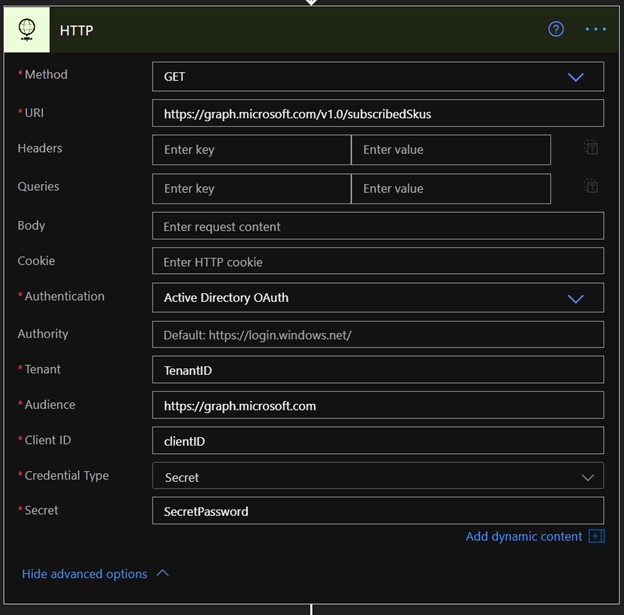 HTTP
* Method GET
* URI https://graph.microsoft.com/v1.0/subscribedSkus
Headers Enter key Enter value
Queries Enter key Enter value
Body Enter request content
Cookie Enter HTTP cookie
* Authentication Active Directory OAuth
Authority Default: https://login.windows.net/
* Tenant TenantID
* Audience https://graph.microsoft.com
* Client ID clientID
* Credential Type Secret
* Secret SecretPassword
Add dynamic content
Hide advanced options